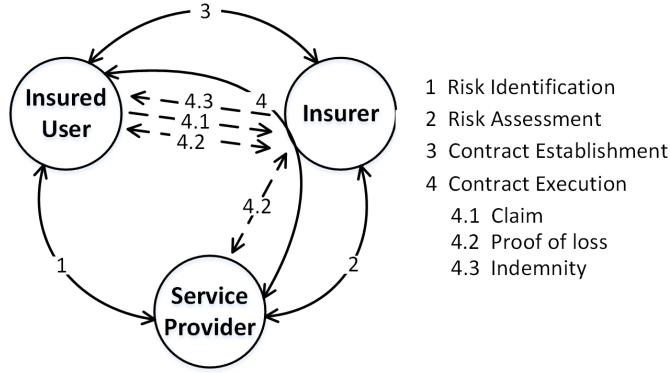 3
Insured
User
4.3
4
4.1
4.2
Insurer
4.2
1
2
Service
Provider
1 Risk Identification
2 Risk Assessment
3 Contract Establishment
4 Contract Execution
4.1 Claim
4.2 Proof of loss
4.3 Indemnity